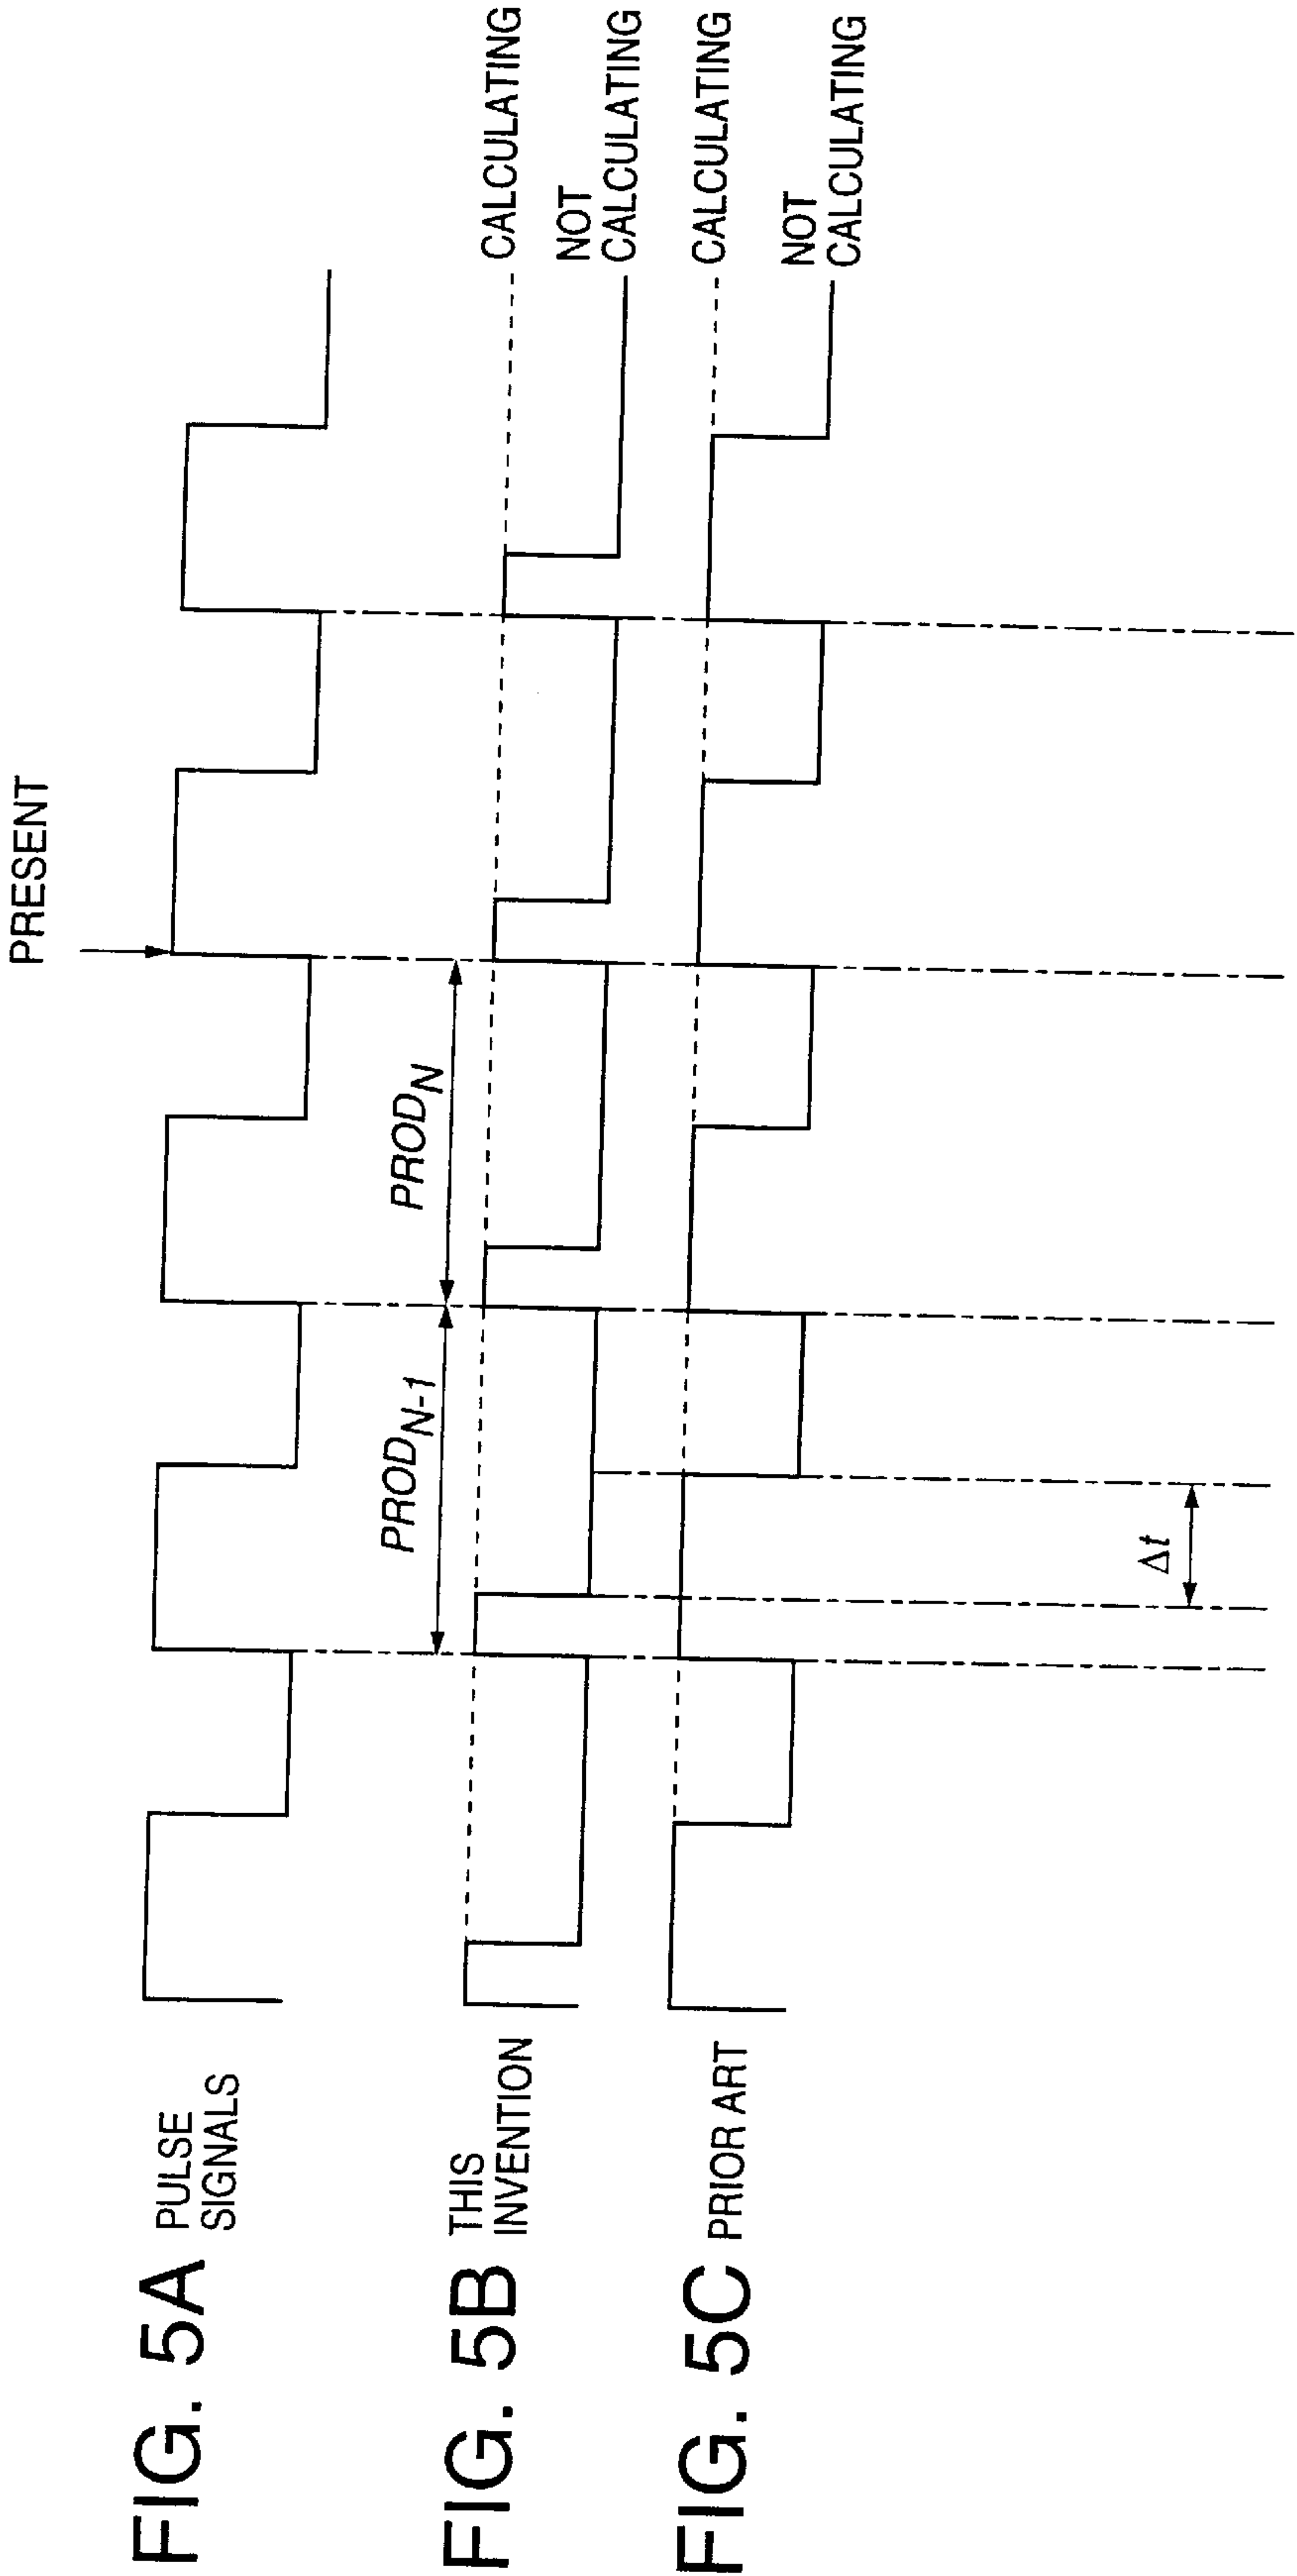 PRESENT
FIG. 5A PULSE
SIGNALS
PROD_N-1
PROD_N
FIG. 5B THIS
INVENTION
CALCULATING
NOT
CALCULATING
FIG. 5C PRIOR ART
CALCULATING
NOT
CALCULATING
Δt